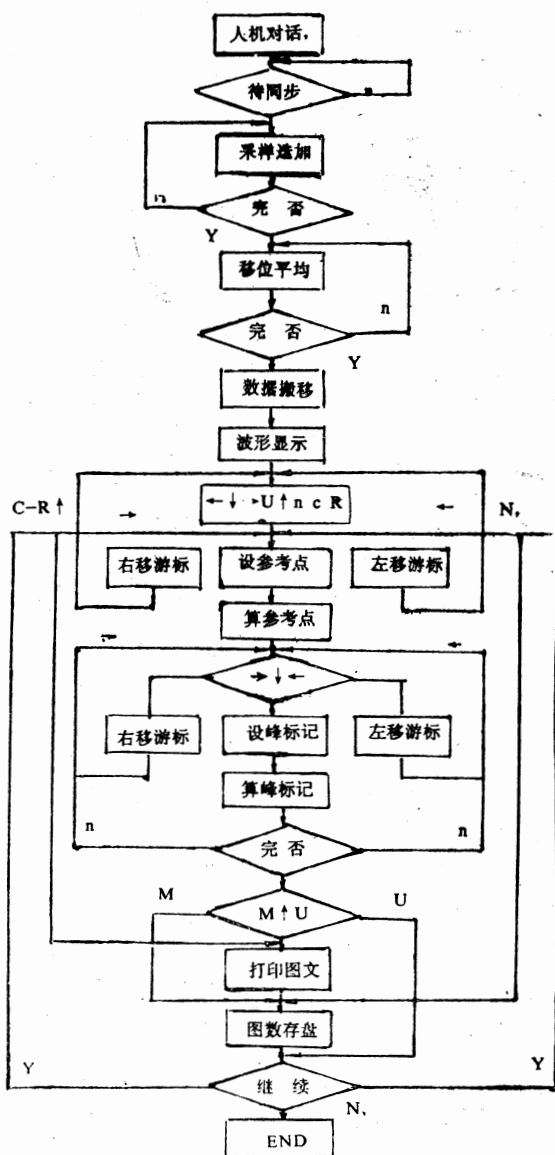 人机对话,
待同步
n
采样迭加
n
完 否
Y
移位平均
n
完 否
Y
数据搬移
波形显示
C-R↑
→
←↓→U↑n c R
←
N,
右移游标
设参考点
左移游标
算参考点
→
←
→↓←
右移游标
设峰标记
左移游标
算峰标记
n
完 否
n
M
M↑U
U
打印图文
图数存盘
Y
继 续
Y
N,
END